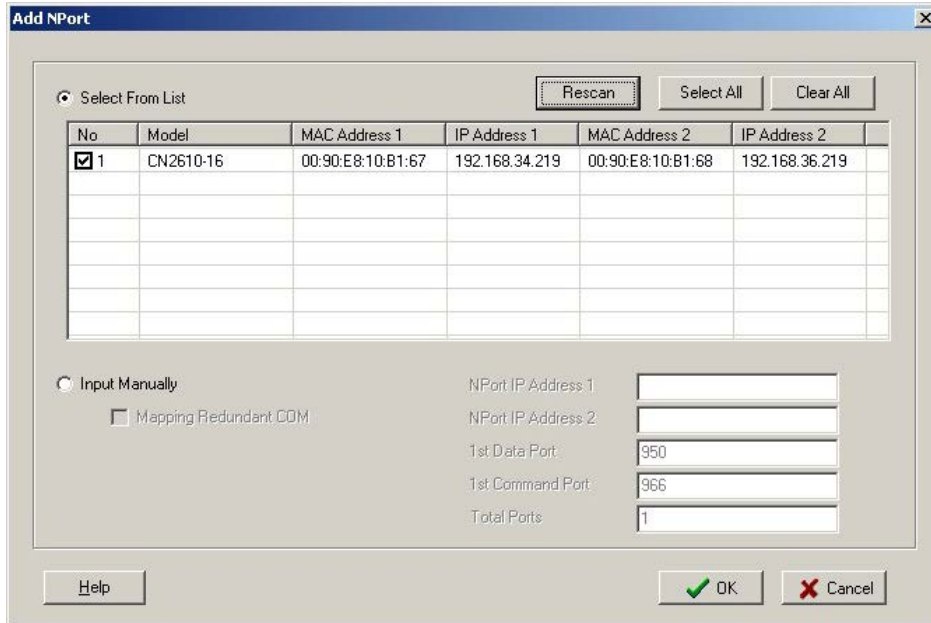 Add NPort
Select From List Rescan Select All Clear All
No Model MAC Address 1 IP Address 1 MAC Address 2 IP Address 2
1 CN2610-16 00:90:E8:10:B1:67 192.168.34.219 00:90:E8:10:B1:68 192.168.36.219
Input Manually NPort IP Address 1
Mapping Redundant COM NPort IP Address 2
1st Data Port 950
1st Command Port 966
Total Ports 1
Help OK Cancel